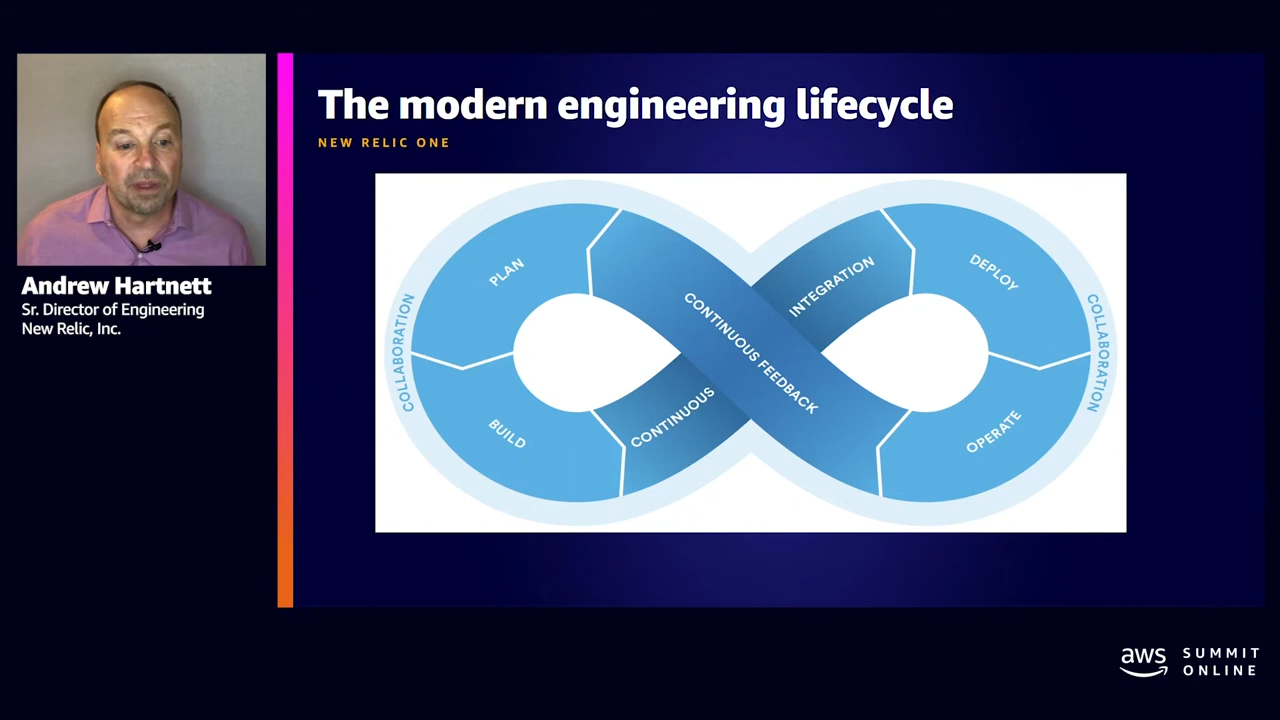 The modern engineering lifecycle
NEW RELIC ONE
Andrew Hartnett
Sr. Director of Engineering
New Relic, Inc.
COLLABORATION
PLAN
BUILD
CONTINUOUS
INTEGRATION
CONTINUOUS FEEDBACK
DEPLOY
OPERATE
COLLABORATION
aws
SUMMIT
ONLINE